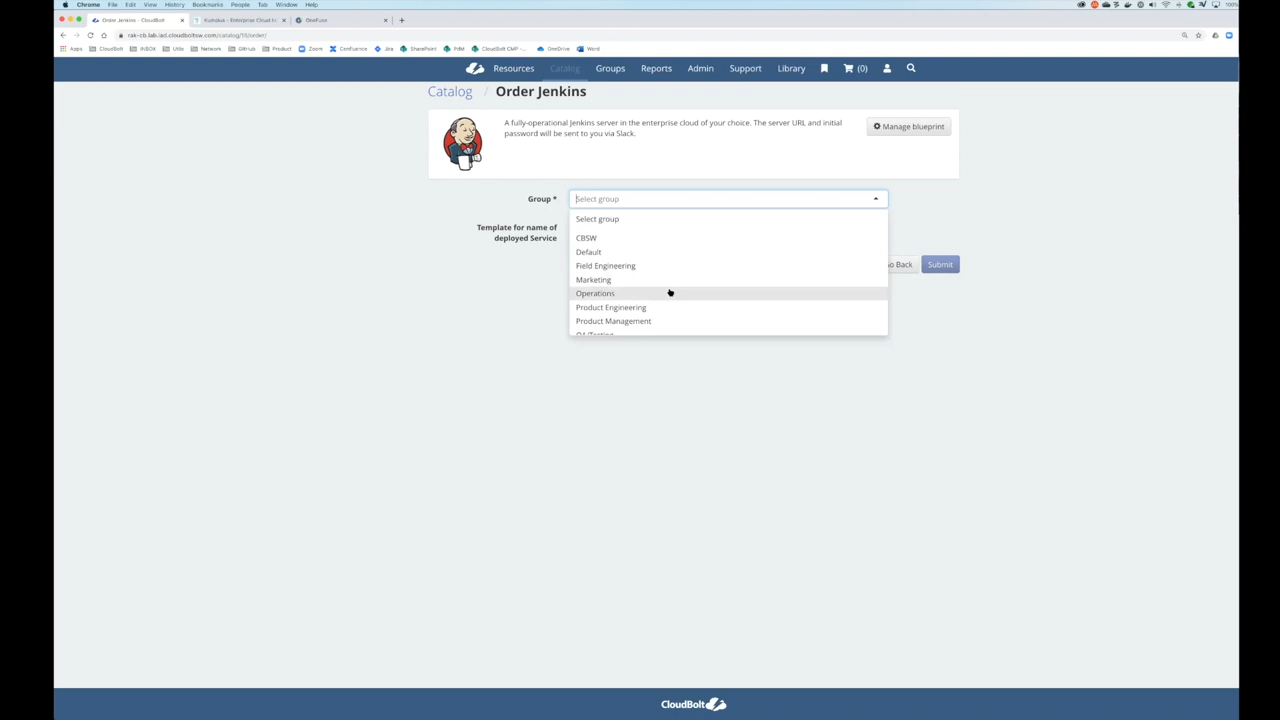 Chrome File Edit View History Bookmarks People Tab Window Help
100%
Order Jenkins - CloudBolt
Kumolus - Enterprise Cloud
OneFuse
rak-cb.lab.iad.cloudboltsw.com/catalog/
/order/
Apps CloudBolt INBOX Utils Network GitHub Product Zoom Confluence Jira SharePoint PdM CloudBolt CMP -... OneDrive Word
Resources Catalog Groups Reports Admin Support Library (0)
Catalog / Order Jenkins
A fully-operational Jenkins server in the enterprise cloud of your choice. The server URL and initial
password will be sent to you via Slack.
Manage blueprint
Group * Select group
Select group
Template for name of
deployed Service
CBSW
Default
Field Engineering
Marketing
Operations
Product Engineering
Product Management
QA/Testing
Go Back Submit
CloudBolt